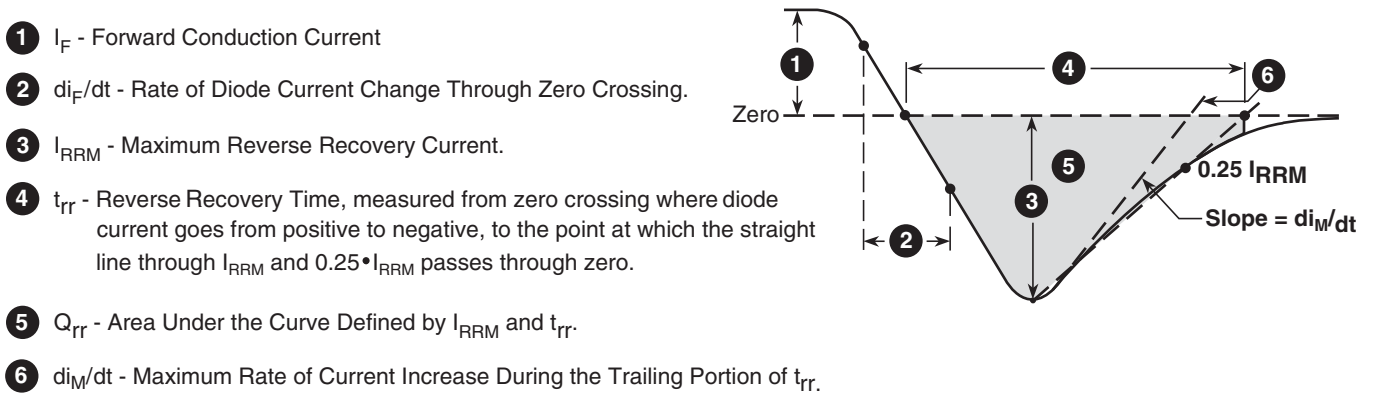 1 I_F - Forward Conduction Current
2 di_F/dt - Rate of Diode Current Change Through Zero Crossing.
3 I_RRM - Maximum Reverse Recovery Current.
4 t_rr - Reverse Recovery Time, measured from zero crossing where diode
current goes from positive to negative, to the point at which the straight
line through I_RRM and 0.25•I_RRM passes through zero.
5 Q_rr - Area Under the Curve Defined by I_RRM and t_rr.
6 di_M/dt - Maximum Rate of Current Increase During the Trailing Portion of t_rr.
1
4
6
Zero
5
0.25 I_RRM
3
Slope = di_M/dt
2